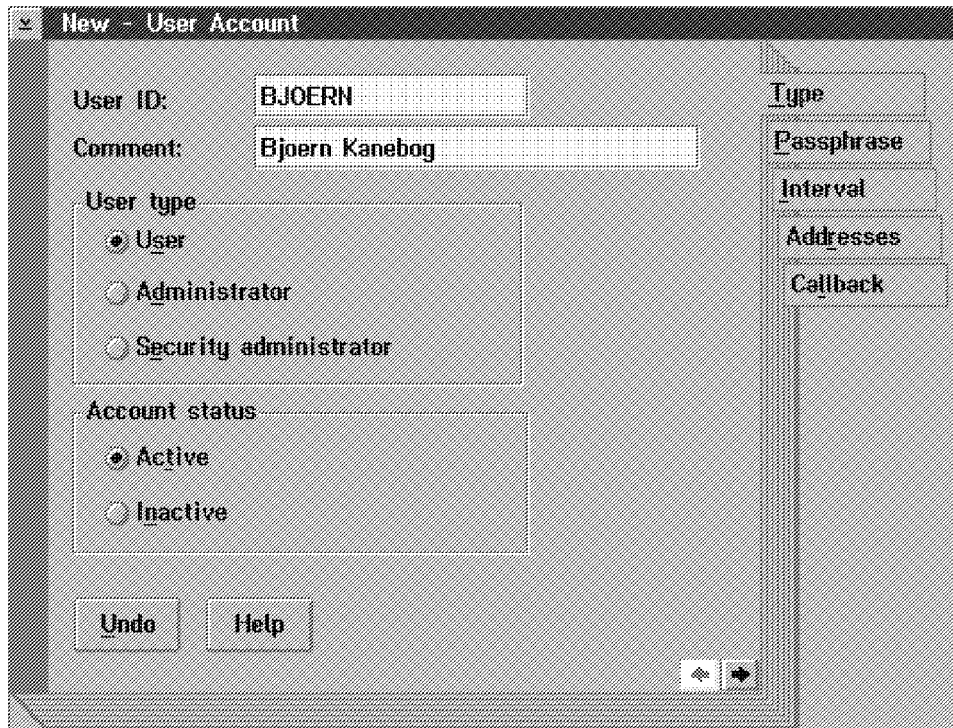 New - User Account
User ID: BJOERN
Comment: Bjoern Kanebog
User type
User
Administrator
Security administrator
Account status
Active
Inactive
Undo Help
Type
Passphrase
Interval
Addresses
Callback